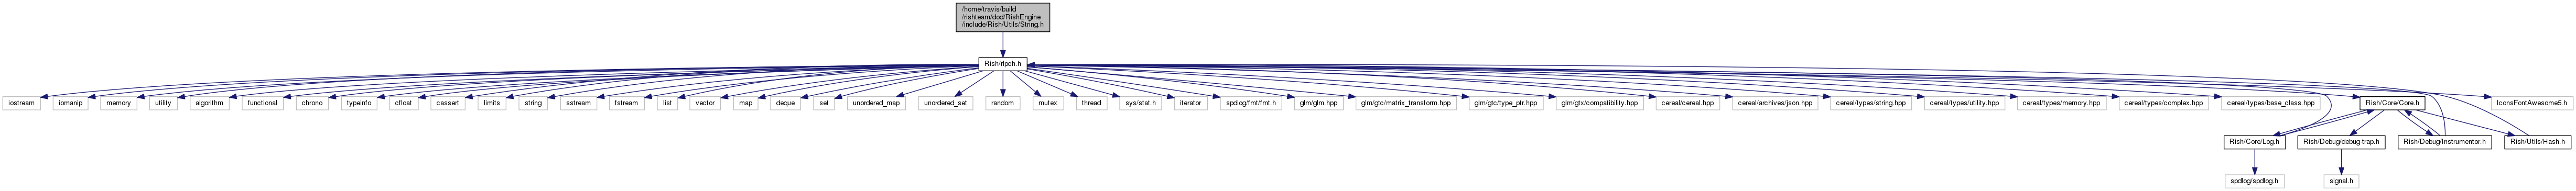 /home/travis/build
/rishteam/dod/RishEngine
/include/Rish/Utils/String.h
Rish/rlpch.h
iostream
iomanip
memory
utility
algorithm
functional
chrono
typeinfo
cfloat
cassert
limits
string
sstream
fstream
list
vector
map
deque
set
unordered_map
unordered_set
random
mutex
thread
sys/stat.h
iterator
spdlog/fmt/fmt.h
glm/glm.hpp
glm/gtc/matrix_transform.hpp
glm/gtc/type_ptr.hpp
glm/gtx/compatibility.hpp
cereal/cereal.hpp
cereal/archives/json.hpp
cereal/types/string.hpp
cereal/types/utility.hpp
cereal/types/memory.hpp
cereal/types/complex.hpp
cereal/types/base_class.hpp
Rish/Core/Core.h
IconsFontAwesome5.h
Rish/Core/Log.h
Rish/Debug/debug-trap.h
Rish/Debug/Instrumentor.h
Rish/Utils/Hash.h
spdlog/spdlog.h
signal.h